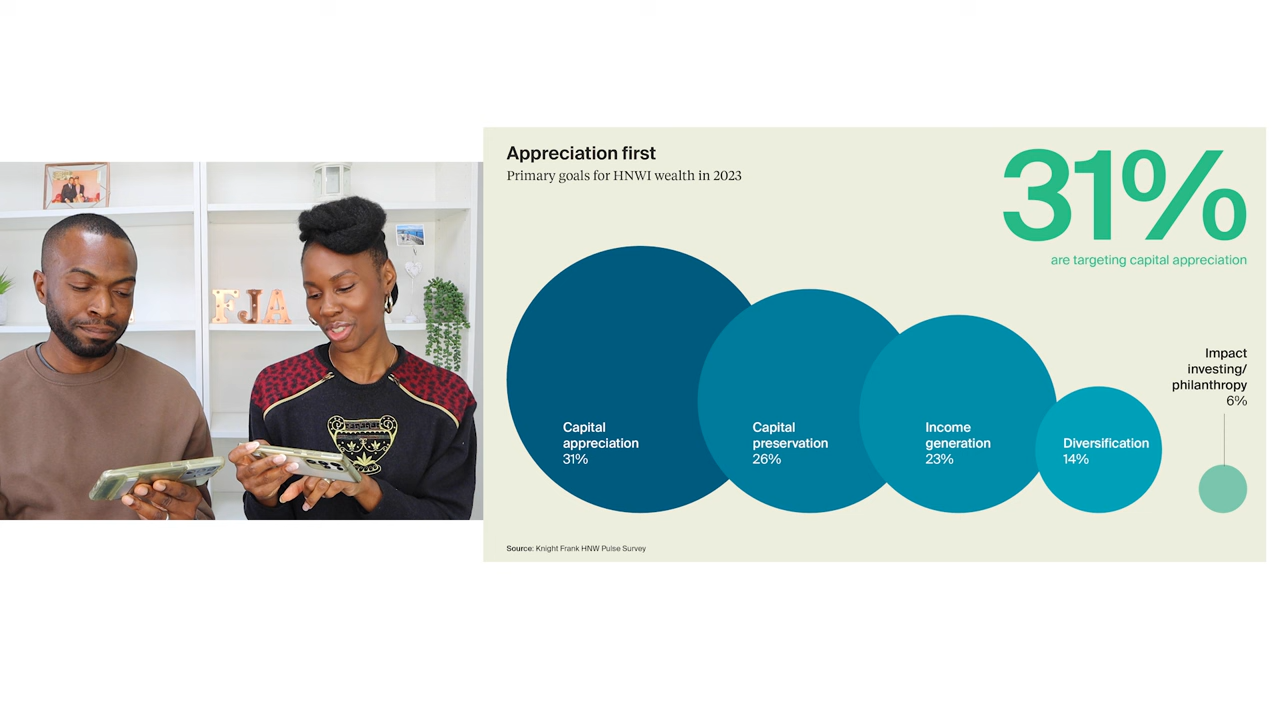 FJA
Appreciation first
Primary goals for HNWI wealth in 2023
31%
are targeting capital appreciation
Capital
appreciation
31%
Capital
preservation
26%
Income
generation
23%
Diversification
14%
Impact
investing/
philanthropy
6%
Source: Knight Frank HNW Pulse Survey